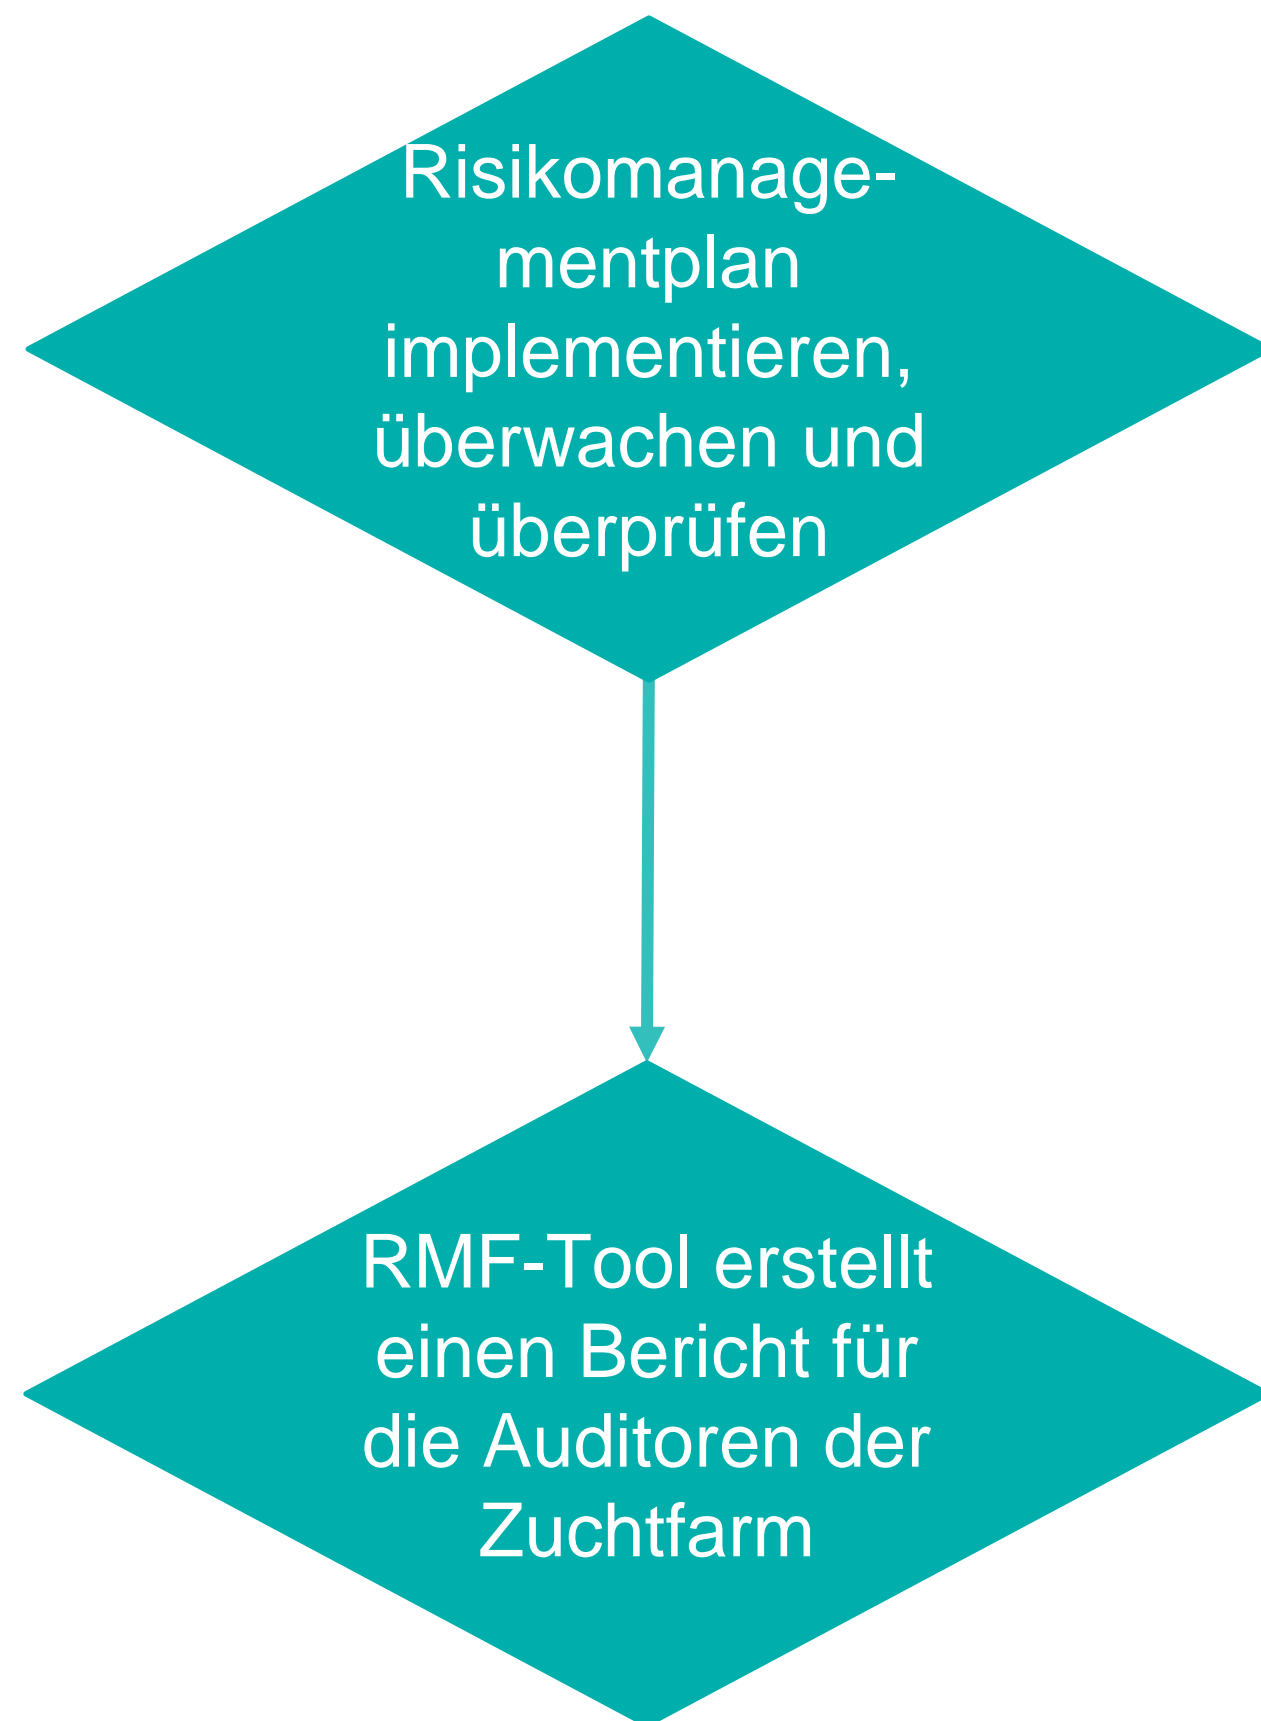 Risikomanage-
mentplan
implementieren,
überwachen und
überprüfen
RMF-Tool erstellt
einen Bericht für
die Auditoren der
Zuchtfarm